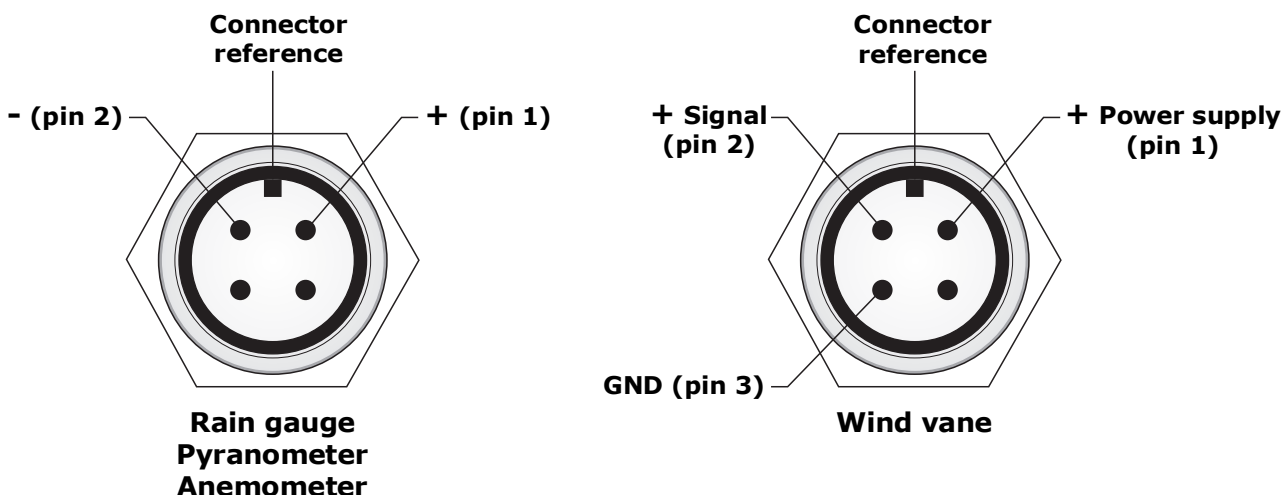 Connector
reference
- (pin 2)
+ (pin 1)
Rain gauge
Pyranometer
Anemometer
Connector
reference
+ Signal
(pin 2)
+ Power supply
(pin 1)
GND (pin 3)
Wind vane